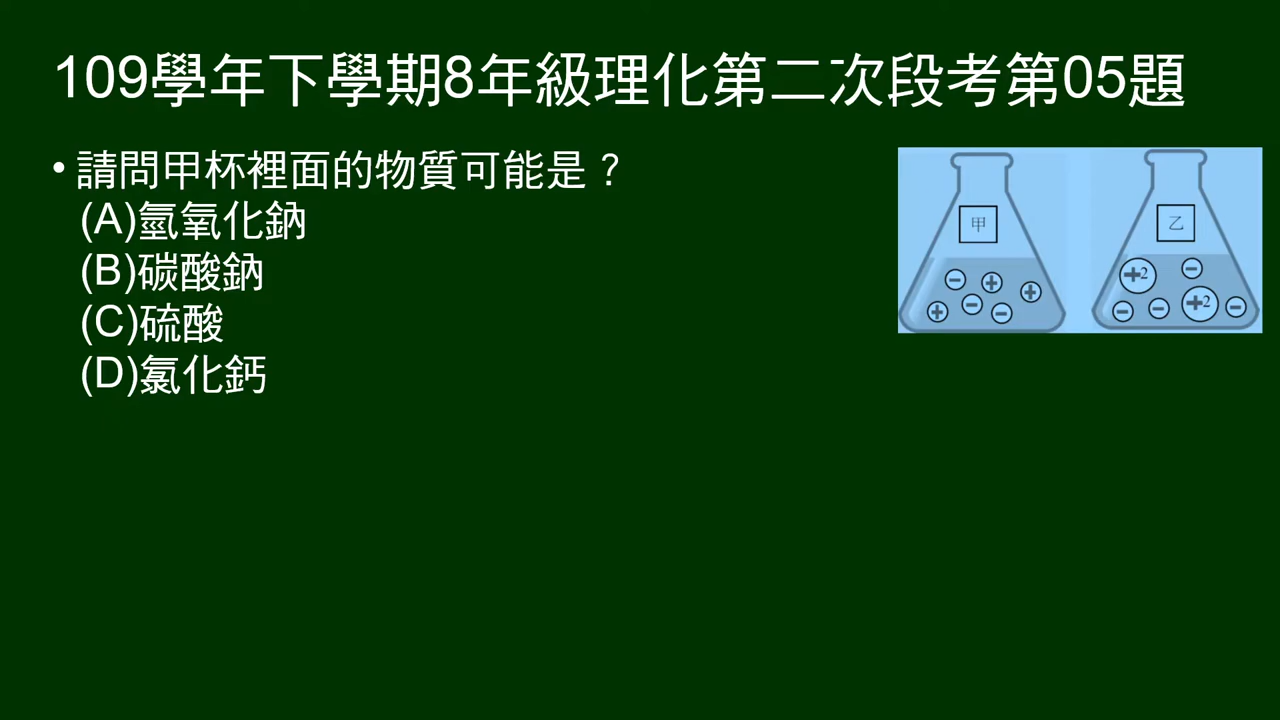 109學年下學期8年級理化第二次段考第05題
• 請問甲杯裡面的物質可能是？
(A)氫氧化鈉
(B)碳酸鈉
(C)硫酸
(D)氯化鈣
甲
− + +
+ − −
乙
+2 −
− − +2 −